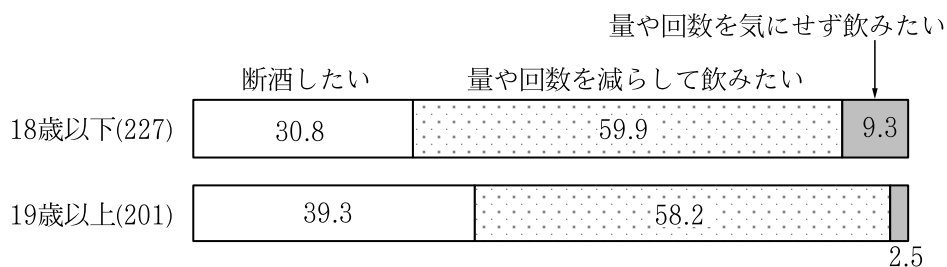 量や回数を気にせず飲みたい
断酒したい 量や回数を減らして飲みたい
18歳以下(227) 30.8 59.9 9.3
19歳以上(201) 39.3 58.2
2.5